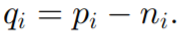 qᵢ = pᵢ − nᵢ.